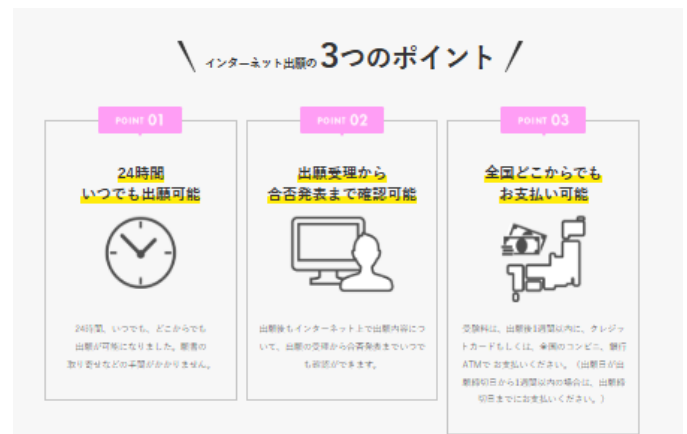 インターネット出願の 3つのポイント
POINT 01
24時間
いつでも出願可能
24時間、いつでも、どこからでも
出願が可能になりました。願書の
取り寄せなどの手間がかかりません。
POINT 02
出願受理から
合否発表まで確認可能
出願後もインターネット上で出願内容につ
いて、出願の受理から合否発表までいつで
も確認ができます。
POINT 03
全国どこからでも
お支払い可能
受験料は、出願後1週間以内に、クレジッ
トカードもしくは、全国のコンビニ、銀行
ATMで お支払いください。（出願日が出
願締切日から1週間以内の場合は、出願締
切日までにお支払いください。）